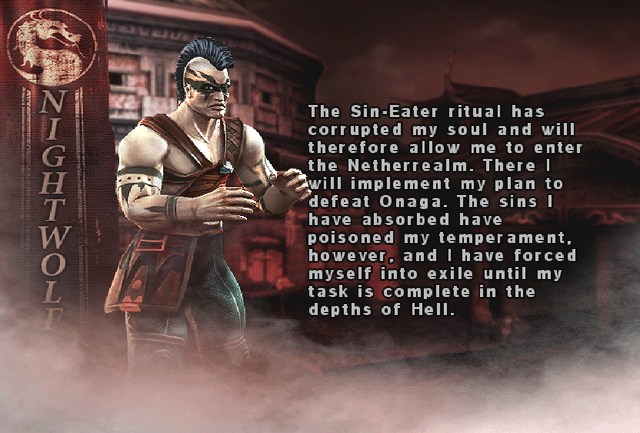 NIGHTWOLF
The Sin-Eater ritual has
corrupted my soul and will
therefore allow me to enter
the Netherrealm. There I
will implement my plan to
defeat Onaga. The sins I
have absorbed have
poisoned my temperament,
however, and I have forced
myself into exile until my
task is complete in the
depths of Hell.